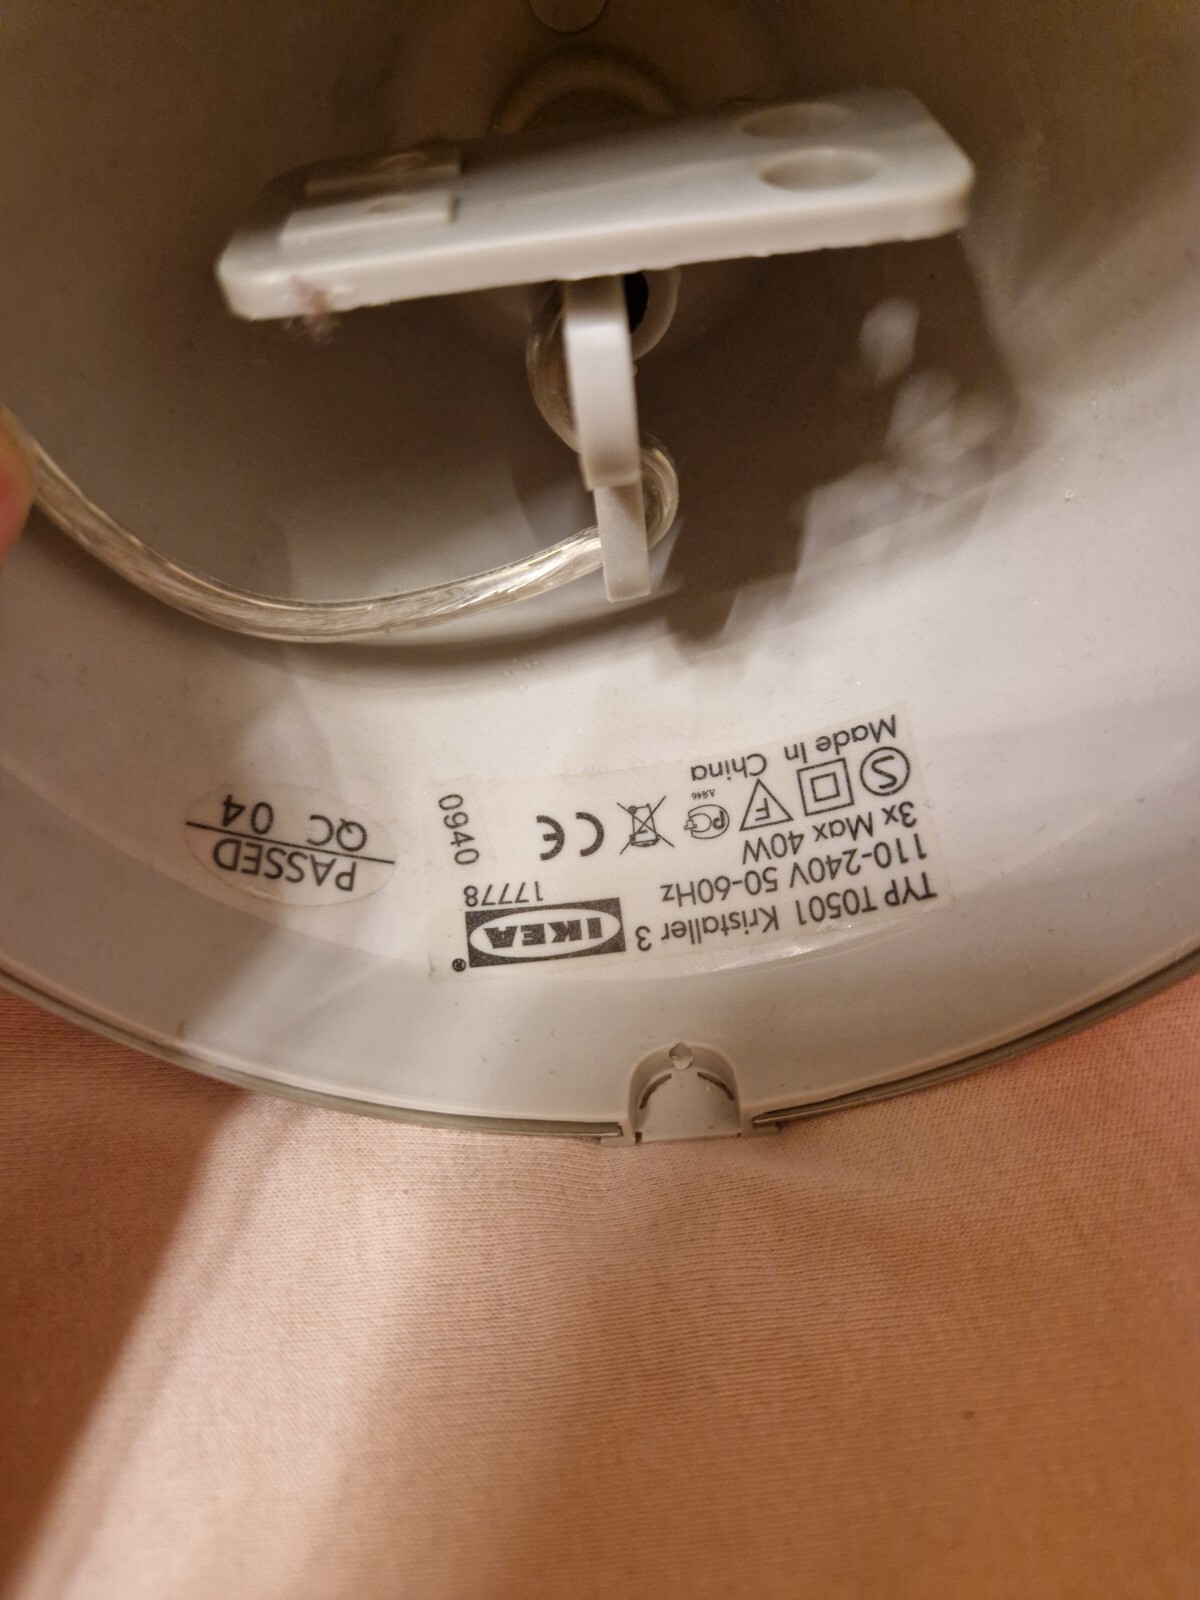 TYP T0501 Kristaller 3
110-240V 50-60Hz
3x Max 40W
Made In China
IKEA®
17778
0940
F
S
CE
PASSED
QC 04